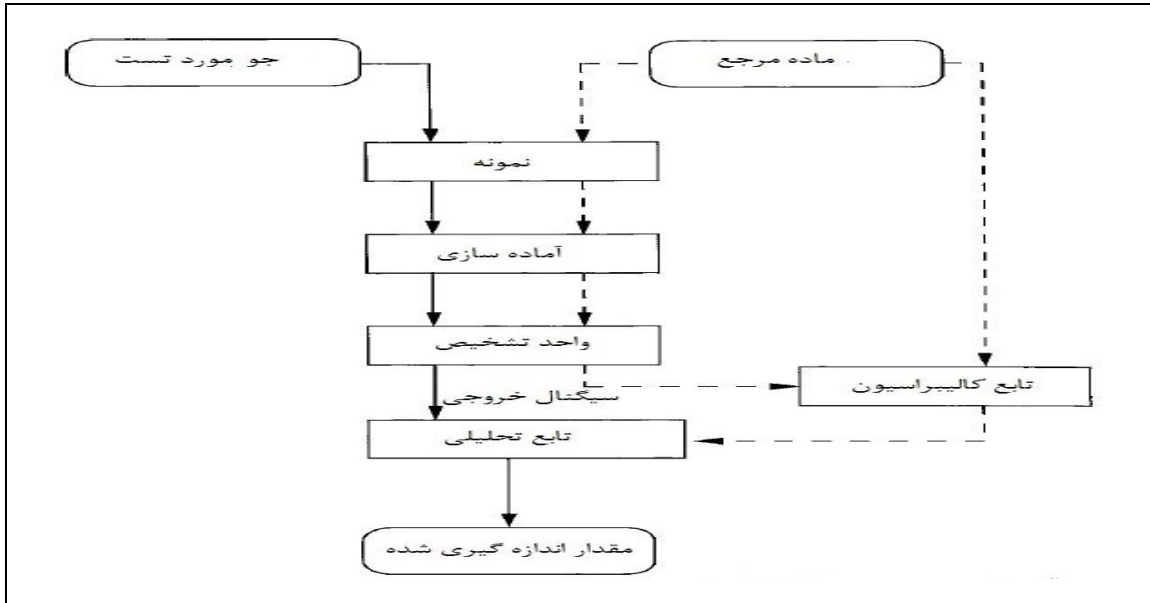 جو مورد تست
ماده مرجع
نمونه
آماده سازی
واحد تشخیص
تابع کالیبراسیون
سیگنال خروجی
تابع تحلیلی
مقدار اندازه گیری شده